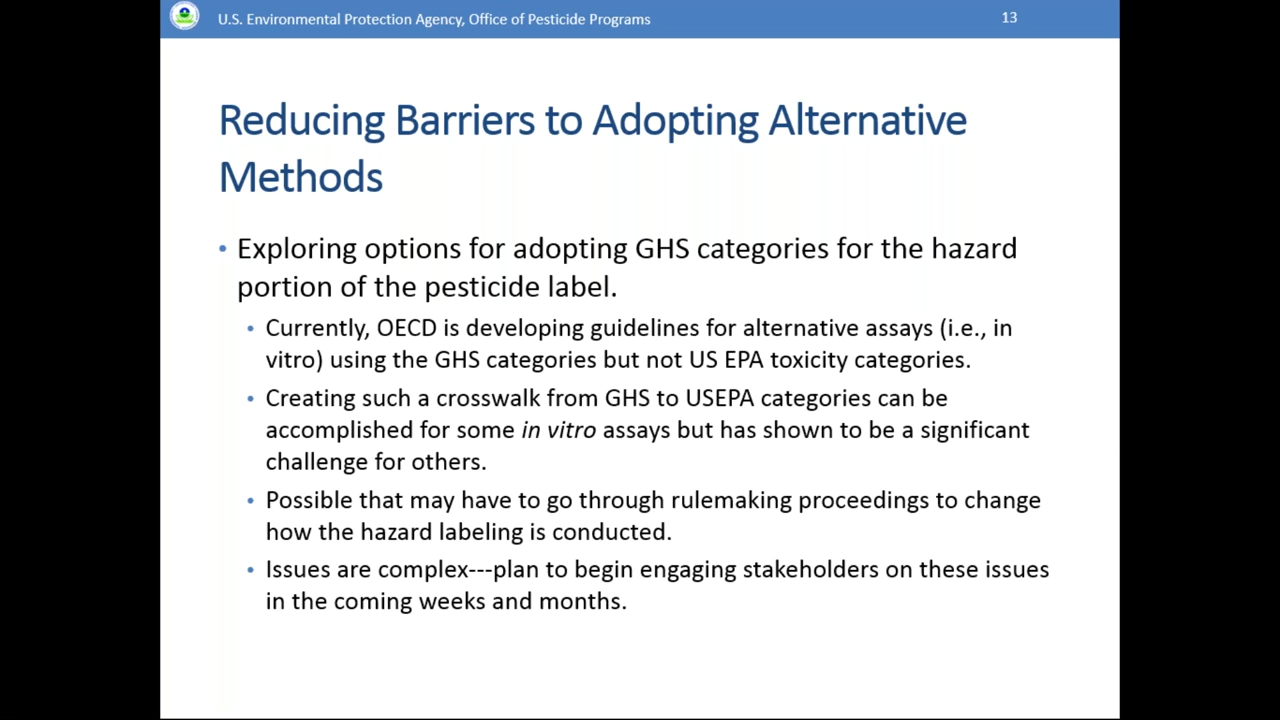 U.S. Environmental Protection Agency, Office of Pesticide Programs
13
Reducing Barriers to Adopting Alternative
Methods
• Exploring options for adopting GHS categories for the hazard
portion of the pesticide label.
• Currently, OECD is developing guidelines for alternative assays (i.e., in
vitro) using the GHS categories but not US EPA toxicity categories.
• Creating such a crosswalk from GHS to USEPA categories can be
accomplished for some in vitro assays but has shown to be a significant
challenge for others.
• Possible that may have to go through rulemaking proceedings to change
how the hazard labeling is conducted.
• Issues are complex---plan to begin engaging stakeholders on these issues
in the coming weeks and months.